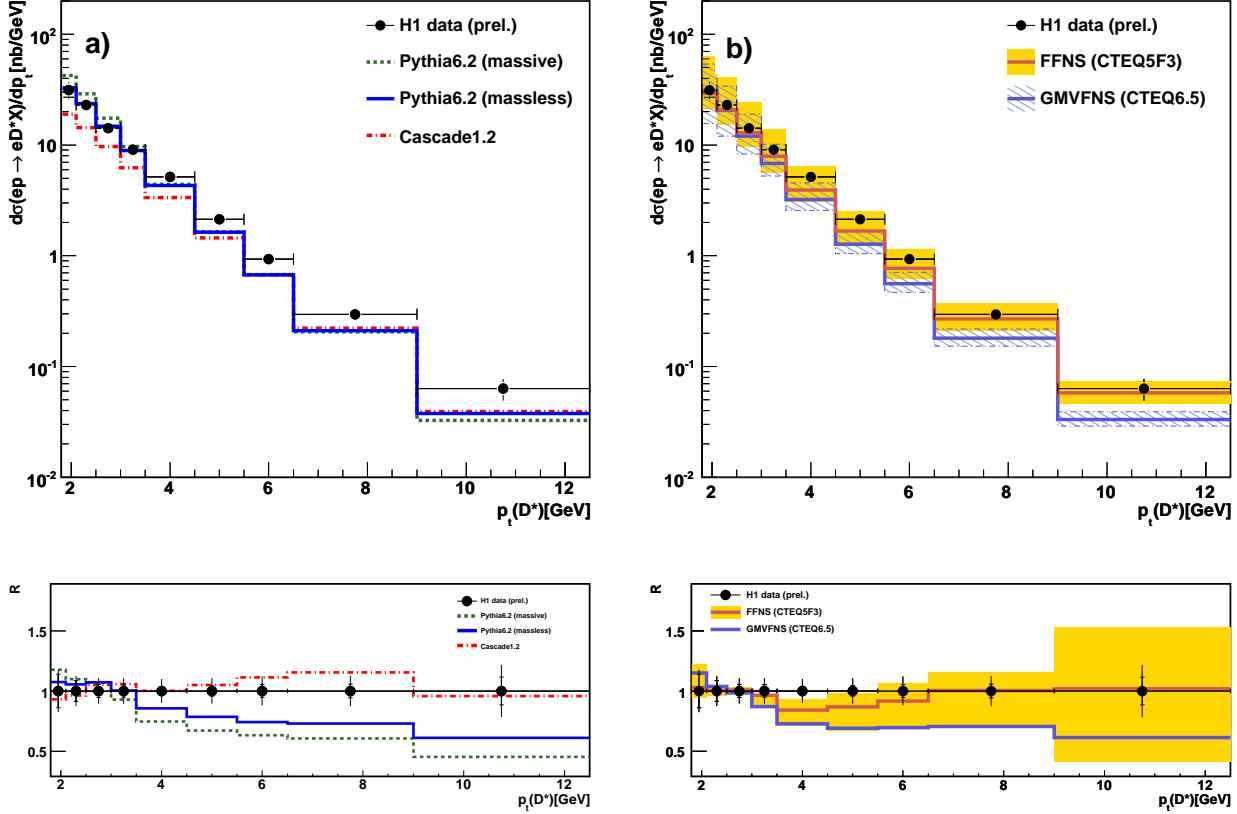 dσ(ep → eD*X)/dp_t [nb/GeV]
a)
H1 data (prel.)
Pythia6.2 (massive)
Pythia6.2 (massless)
Cascade1.2
10²
10
1
10⁻¹
10⁻²
2 4 6 8 10 12
p_t(D*)[GeV]
dσ(ep → eD*X)/dp_t [nb/GeV]
b)
H1 data (prel.)
FFNS (CTEQ5F3)
GMVFNS (CTEQ6.5)
10²
10
1
10⁻¹
10⁻²
2 4 6 8 10 12
p_t(D*)[GeV]
R
H1 data (prel.)
Pythia6.2 (massive)
Pythia6.2 (massless)
Cascade1.2
1.5
1
0.5
2 4 6 8 10 12
p_t(D*)[GeV]
R
H1 data (prel.)
FFNS (CTEQ5F3)
GMVFNS (CTEQ6.5)
1.5
1
0.5
2 4 6 8 10 12
p_t(D*)[GeV]